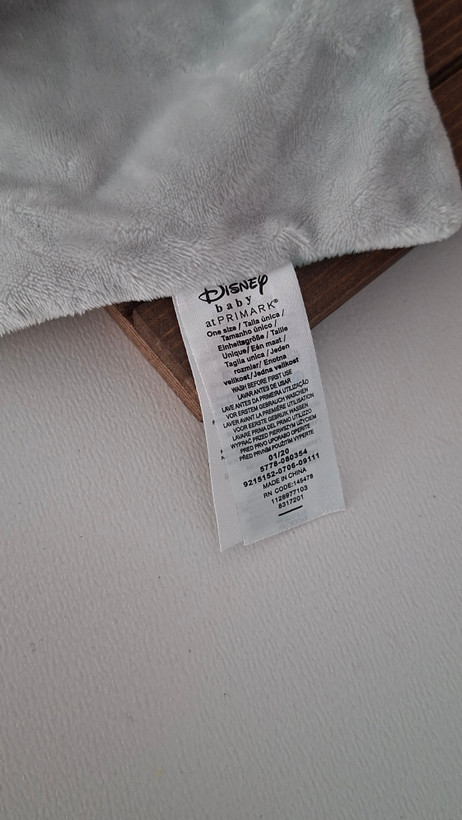 Disney
baby
at PRIMARK®
One size / Talla única /
Tamanho único /
Einheitsgröße / Taille
Unique / Eén maat /
Taglia unica / Jeden
rozmiar / Enotna
velikost / Jedna velikost
WASH BEFORE FIRST USE
LAVAR ANTES DE USAR
LAVE ANTES DA PRIMEIRA UTILIZAÇÃO
VOR ERSTEM GEBRAUCH WASCHEN
LAVER AVANT LA PREMIÈRE UTILISATION
VOOR EERSTE GEBRUIK WASSEN
LAVARE PRIMA DEL PRIMO UTILIZZO
WYPRAĆ PRZED PIERWSZYM UŻYCIEM
PRED PRVO UPORABO OPERITE
PŘED PRVNÍM POUŽITÍM VYPERTE
01/20
5778-080354
9215152-0706-09111
MADE IN CHINA
RN CODE:145478
1128977103
8317201